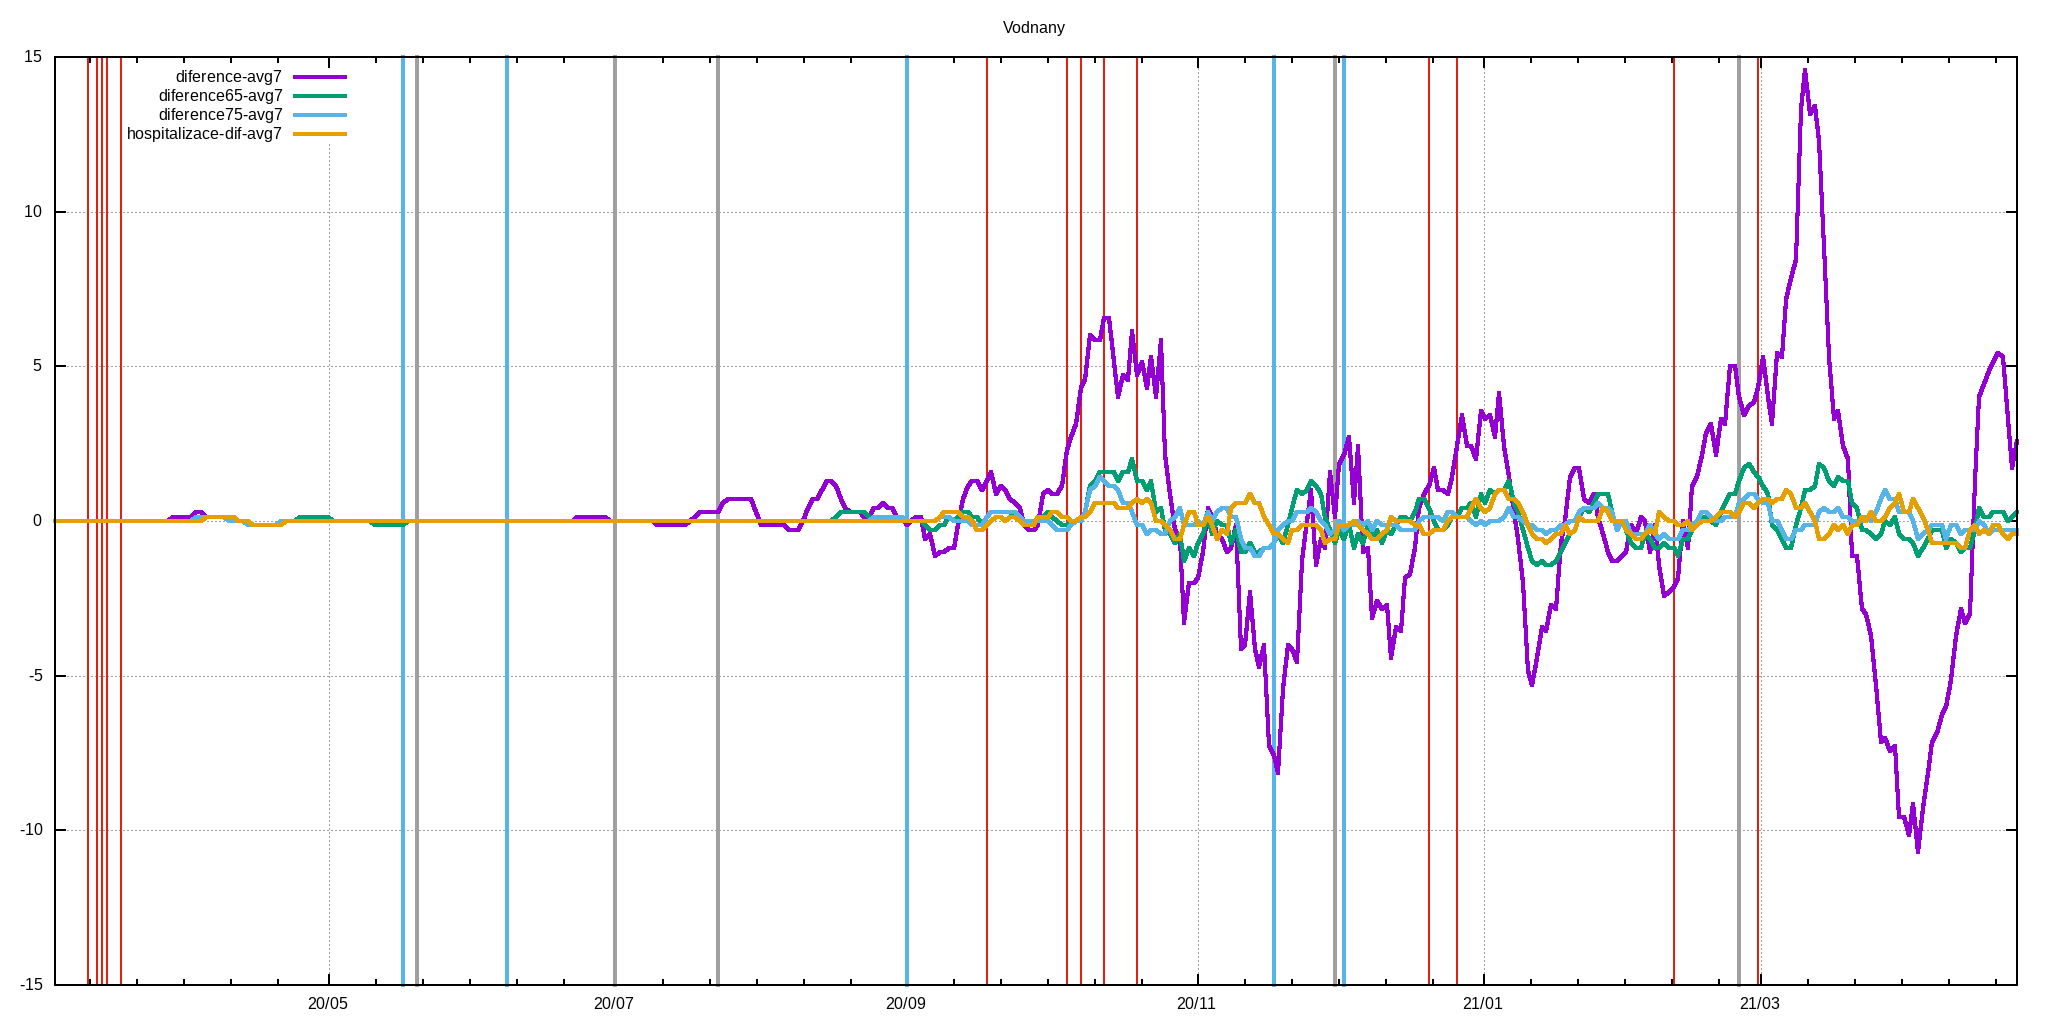 Vodnany
15
diference-avg7
diference65-avg7
diference75-avg7
hospitalizace-dif-avg7
10
5
0
-5
-10
-15
20/05
20/07
20/09
20/11
21/01
21/03